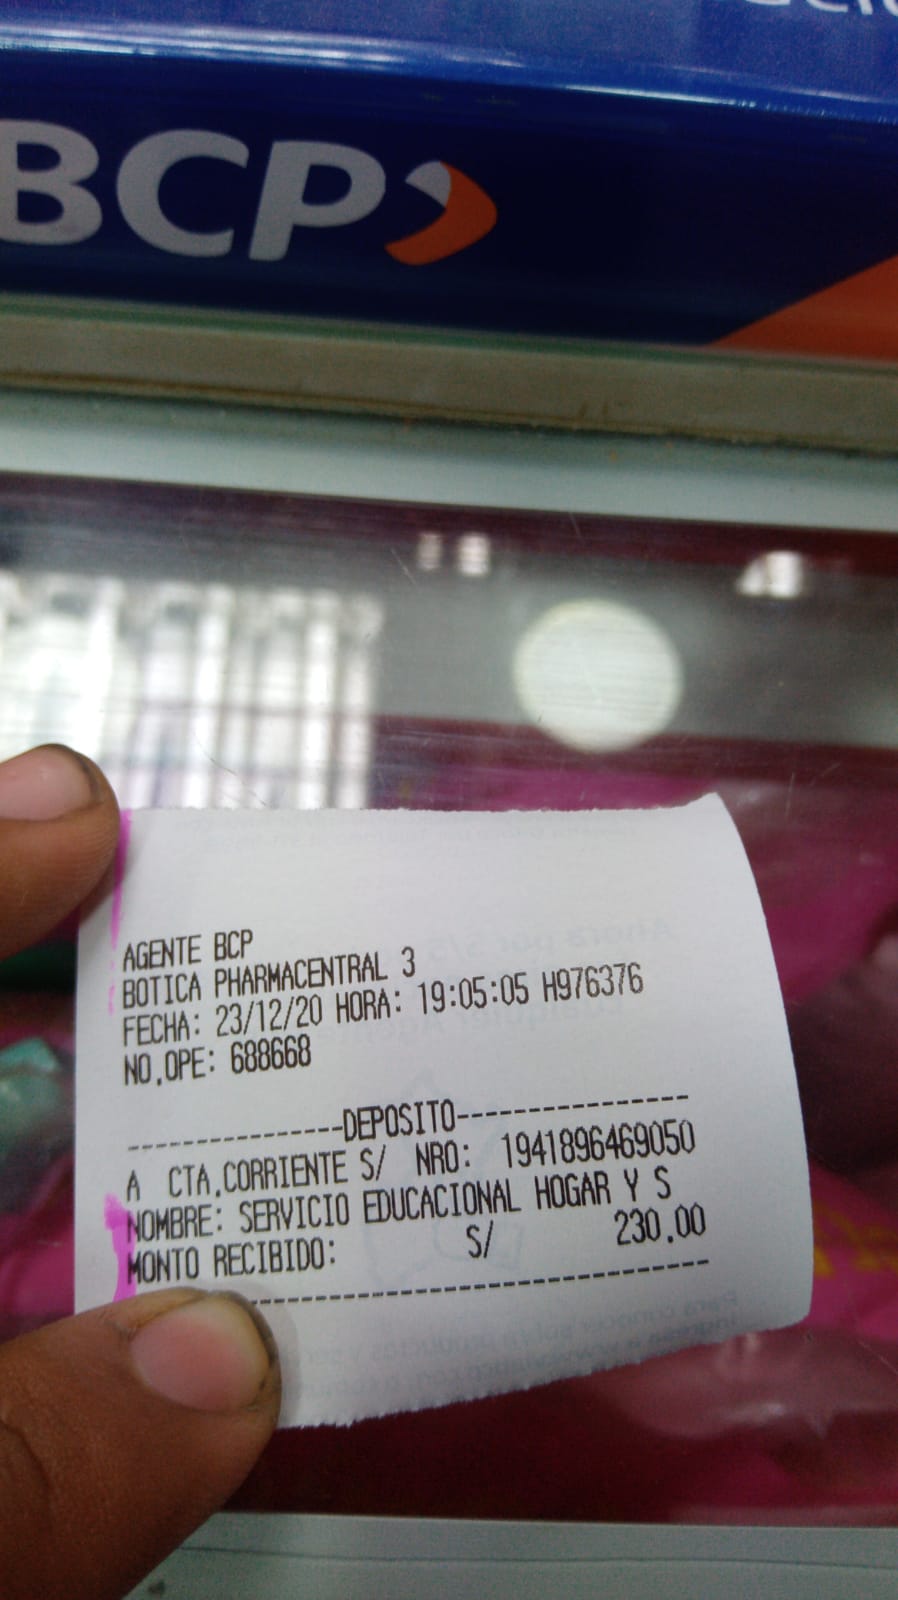 BCP
AGENTE BCP
BOTICA PHARMACENTRAL 3
FECHA: 23/12/20 HORA: 19:05:05 H976376
NO.OPE: 688668
----------------DEPOSITO----------------
A CTA.CORRIENTE S/ NRO: 1941896469050
NOMBRE: SERVICIO EDUCACIONAL HOGAR Y S
MONTO RECIBIDO: S/ 230.00